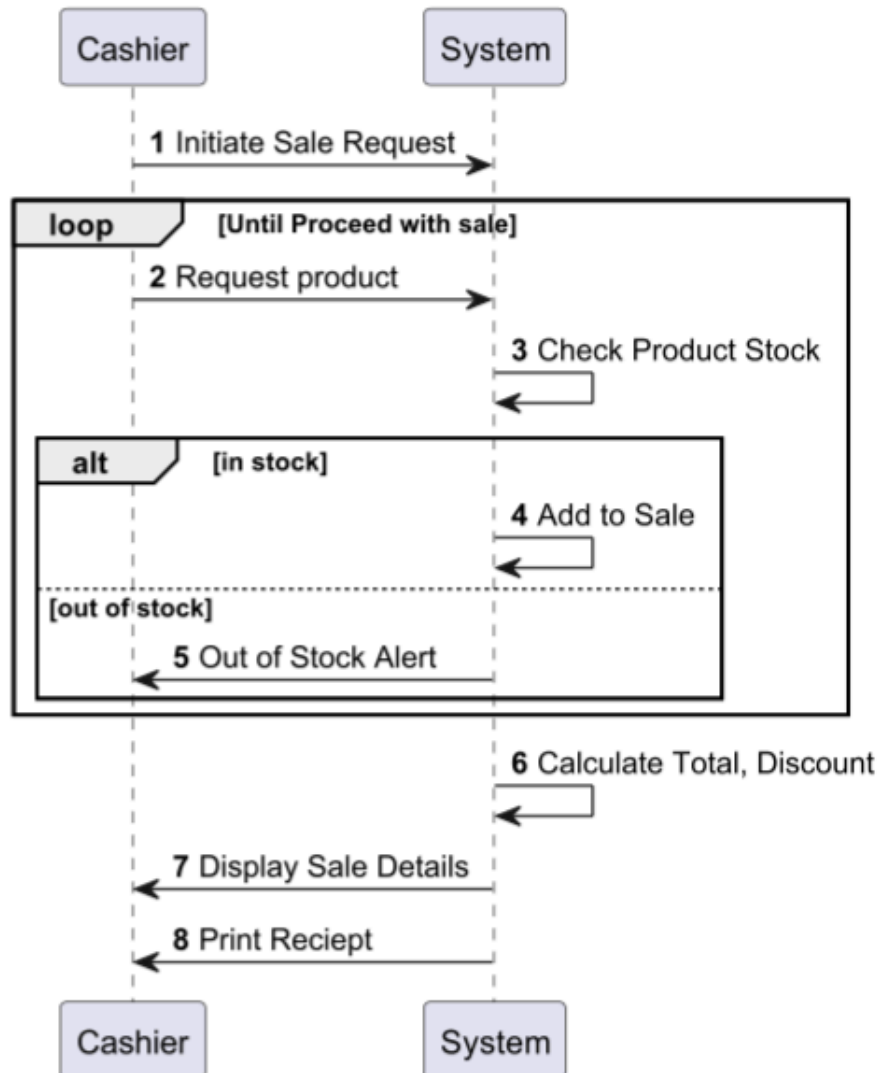 Cashier System
1 Initiate Sale Request
loop [Until Proceed with sale]
2 Request product
3 Check Product Stock
alt [in stock]
4 Add to Sale
[out of stock]
5 Out of Stock Alert
6 Calculate Total, Discount
7 Display Sale Details
8 Print Reciept
Cashier System